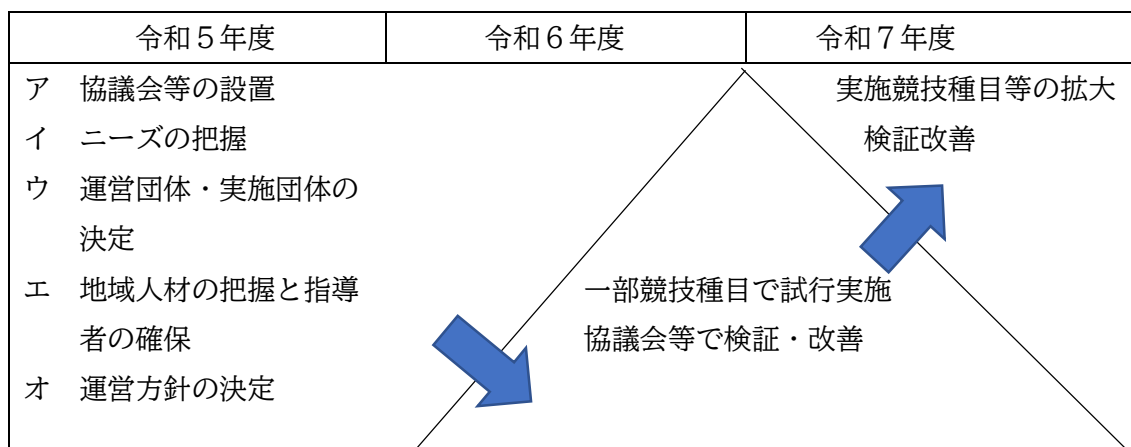 令和５年度 令和６年度 令和７年度
ア 協議会等の設置
イ ニーズの把握
ウ 運営団体・実施団体の
決定
エ 地域人材の把握と指導
者の確保
オ 運営方針の決定
一部競技種目で試行実施
協議会等で検証・改善
実施競技種目等の拡大
検証改善